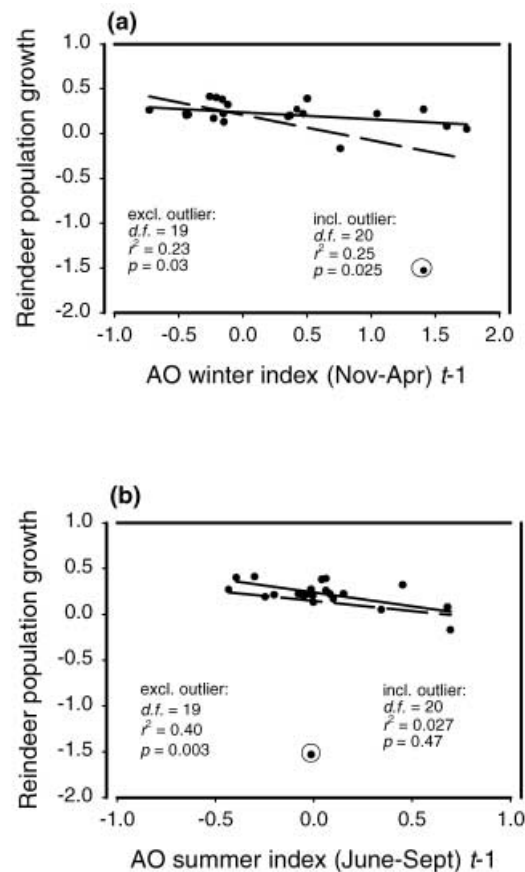 (a)
Reindeer population growth
1.0
0.5
0.0
-0.5
-1.0
-1.5
-2.0
excl. outlier:
d.f. = 19
r² = 0.23
p = 0.03
incl. outlier:
d.f. = 20
r² = 0.25
p = 0.025
-1.0 -0.5 0.0 0.5 1.0 1.5 2.0
AO winter index (Nov-Apr) t-1
(b)
Reindeer population growth
1.0
0.5
0.0
-0.5
-1.0
-1.5
-2.0
excl. outlier:
d.f. = 19
r² = 0.40
p = 0.003
incl. outlier:
d.f. = 20
r² = 0.027
p = 0.47
-1.0 -0.5 0.0 0.5 1.0
AO summer index (June-Sept) t-1